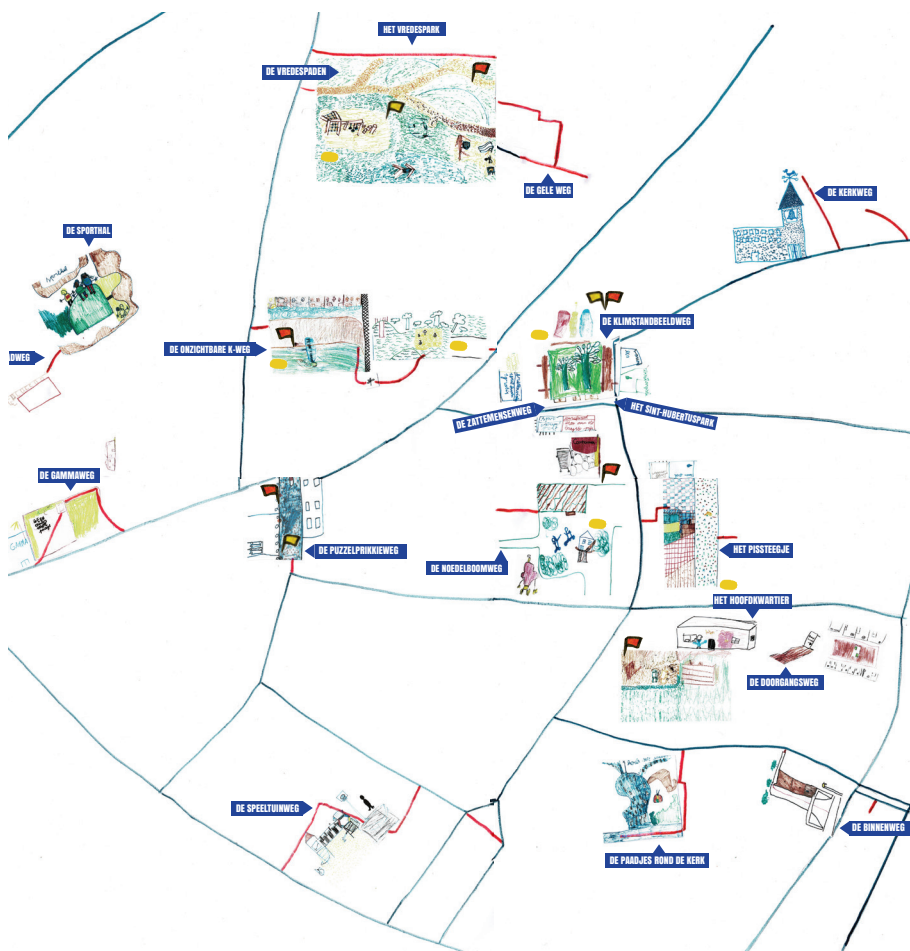 HET VREDESPARK
DE VREDESPADEN
DE GELE WEG
DE KERKWEG
DE SPORTHAL
DE KLIMSTANDBEELDWEG
DE ONZICHTBARE K-WEG
ADWEG
DE ZATTEMENSENWEG
HET SINT-HUBERTUSPARK
DE GAMMAWEG
DE PUZZELPRIKKIEWEG
HET PISSTEEGJE
DE NOEDELBOOMWEG
HET HOOFDKWARTIER
DE DOORGANGSWEG
DE SPEELTUINWEG
DE BINNENWEG
DE PAADJES ROND DE KERK